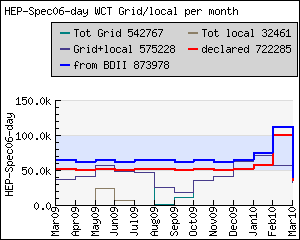 HEP-Spec06-day WCT Grid/local per month
Tot Grid 542767 Tot local 32461
Grid+local 575228 declared 722285
from BDII 873978
HEP-Spec06-day
150.0k
100.0k
50.0k
0.0
Mar09 Apr09 May09 Jun09 Jul09 Aug09 Sep09 Oct09 Nov09 Dec09 Jan10 Feb10 Mar10